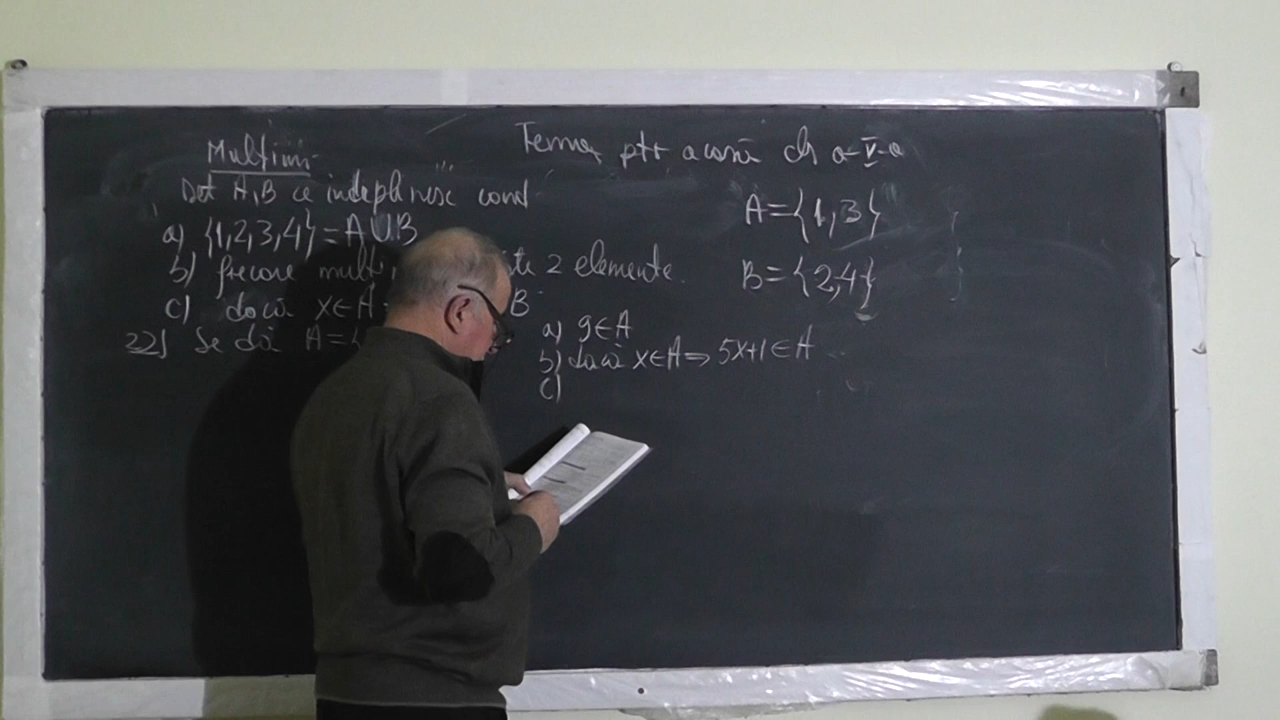 Multimi
Tema ptr acasă cls a-V-a
Det A,B ce indeplinesc cond
a) {1,2,3,4}=A∪B
b) fiecare mult 2 elemente.
c) dacă x∈A B
A={1,3}
B={2,4}
22) Se dă A={
a) 9∈A
b) dacă x∈A⇒5x+1∈A
c)